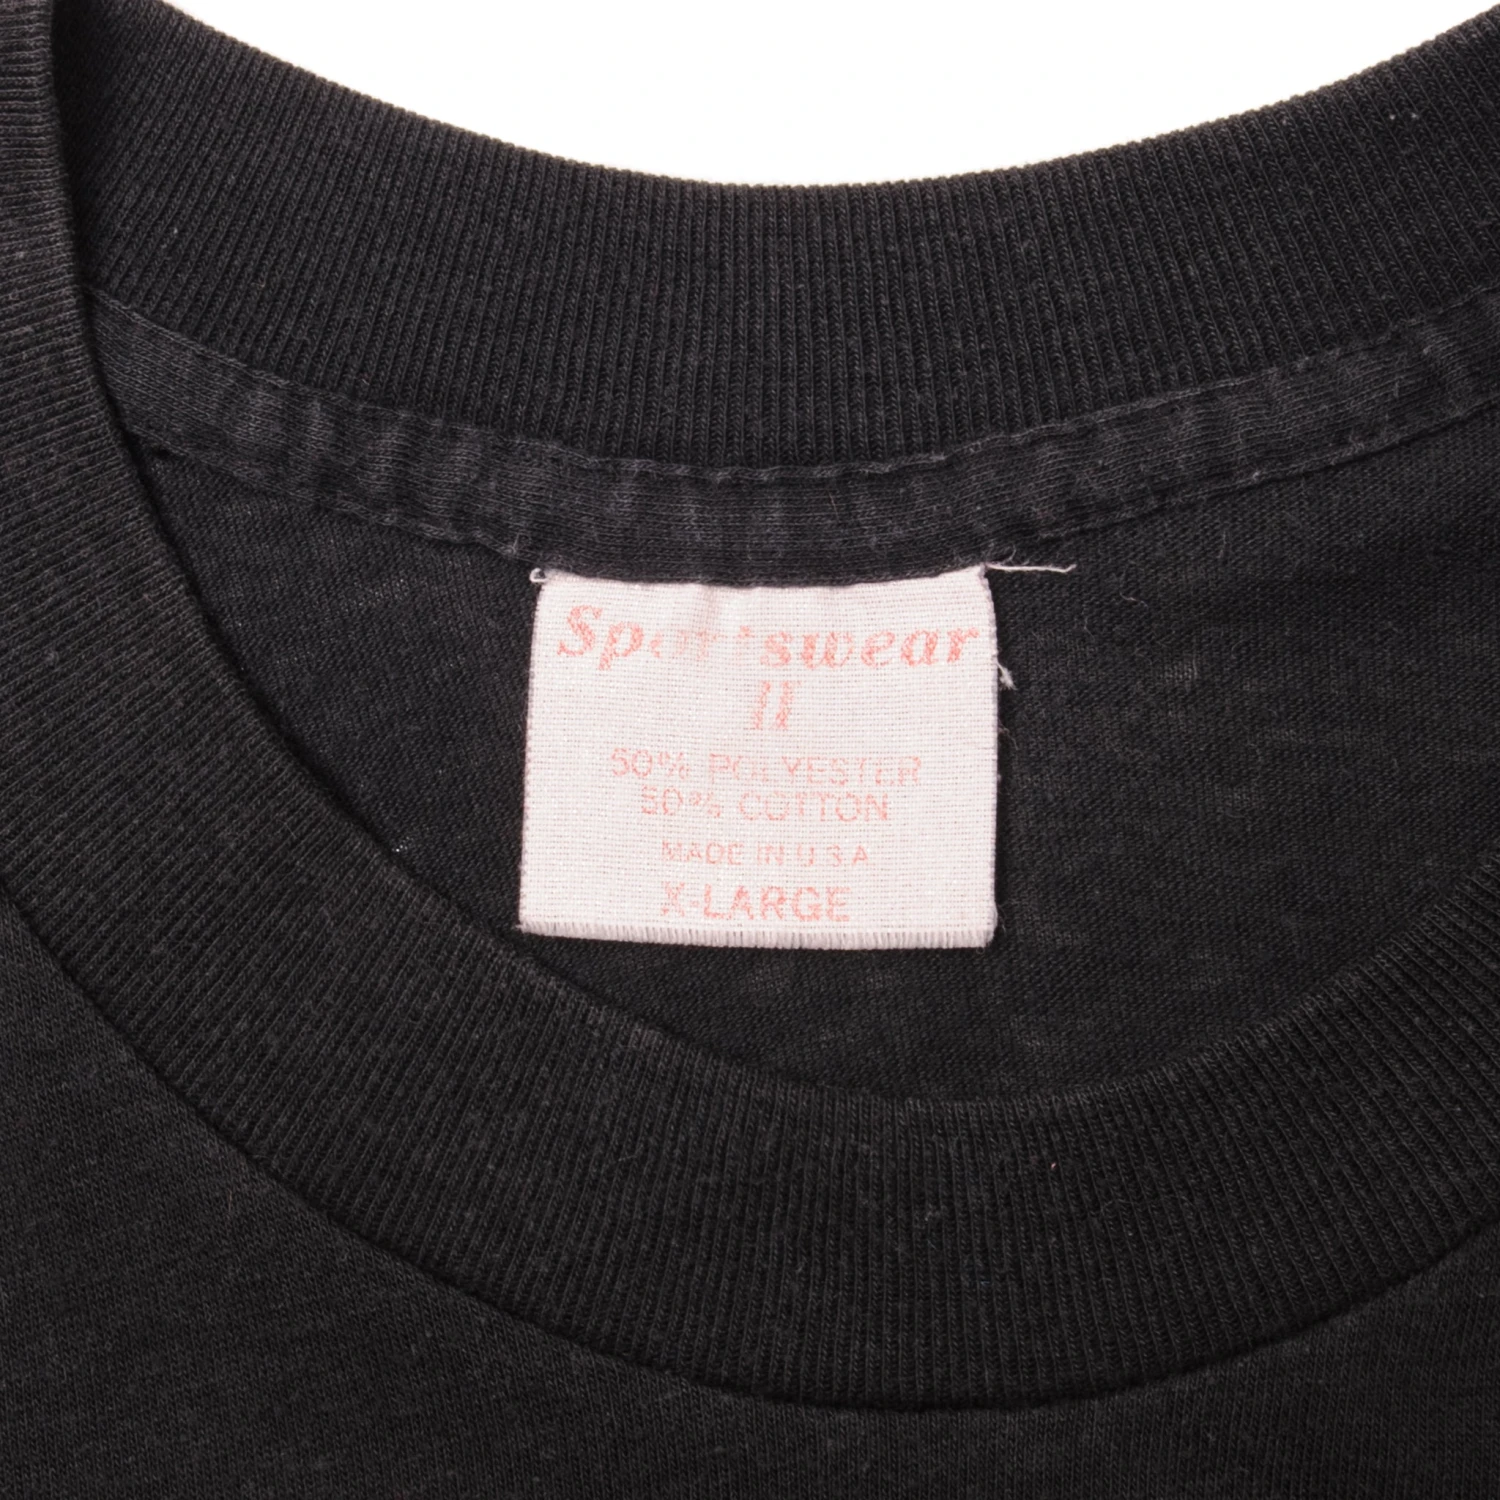 Sportswear
II
50% POLYESTER
50% COTTON
MADE IN U.S.A
X-LARGE